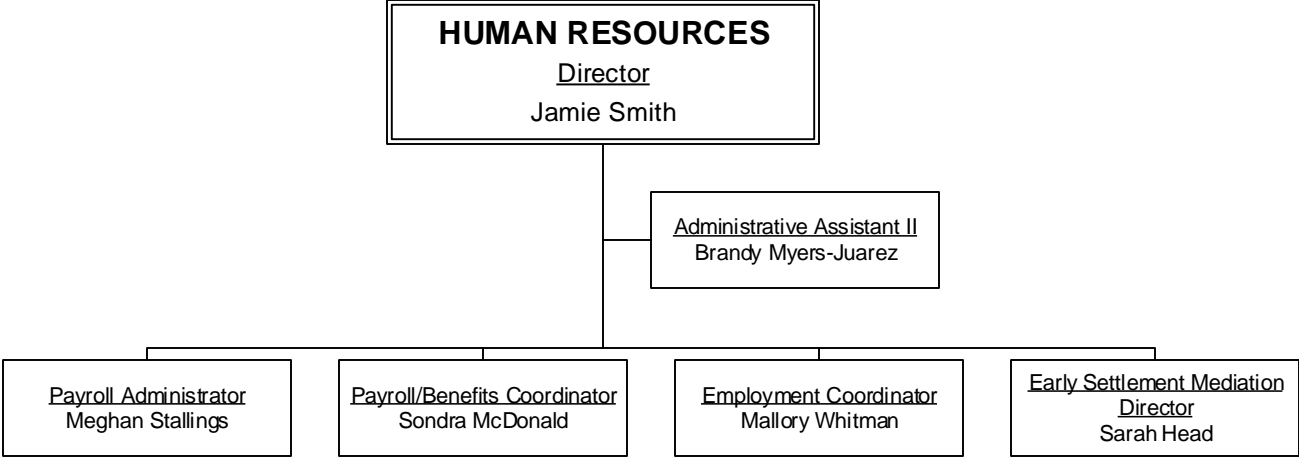 HUMAN RESOURCES
Director
Jamie Smith
Administrative Assistant II
Brandy Myers-Juarez
Payroll Administrator
Meghan Stallings
Payroll/Benefits Coordinator
Sondra McDonald
Employment Coordinator
Mallory Whitman
Early Settlement Mediation
Director
Sarah Head